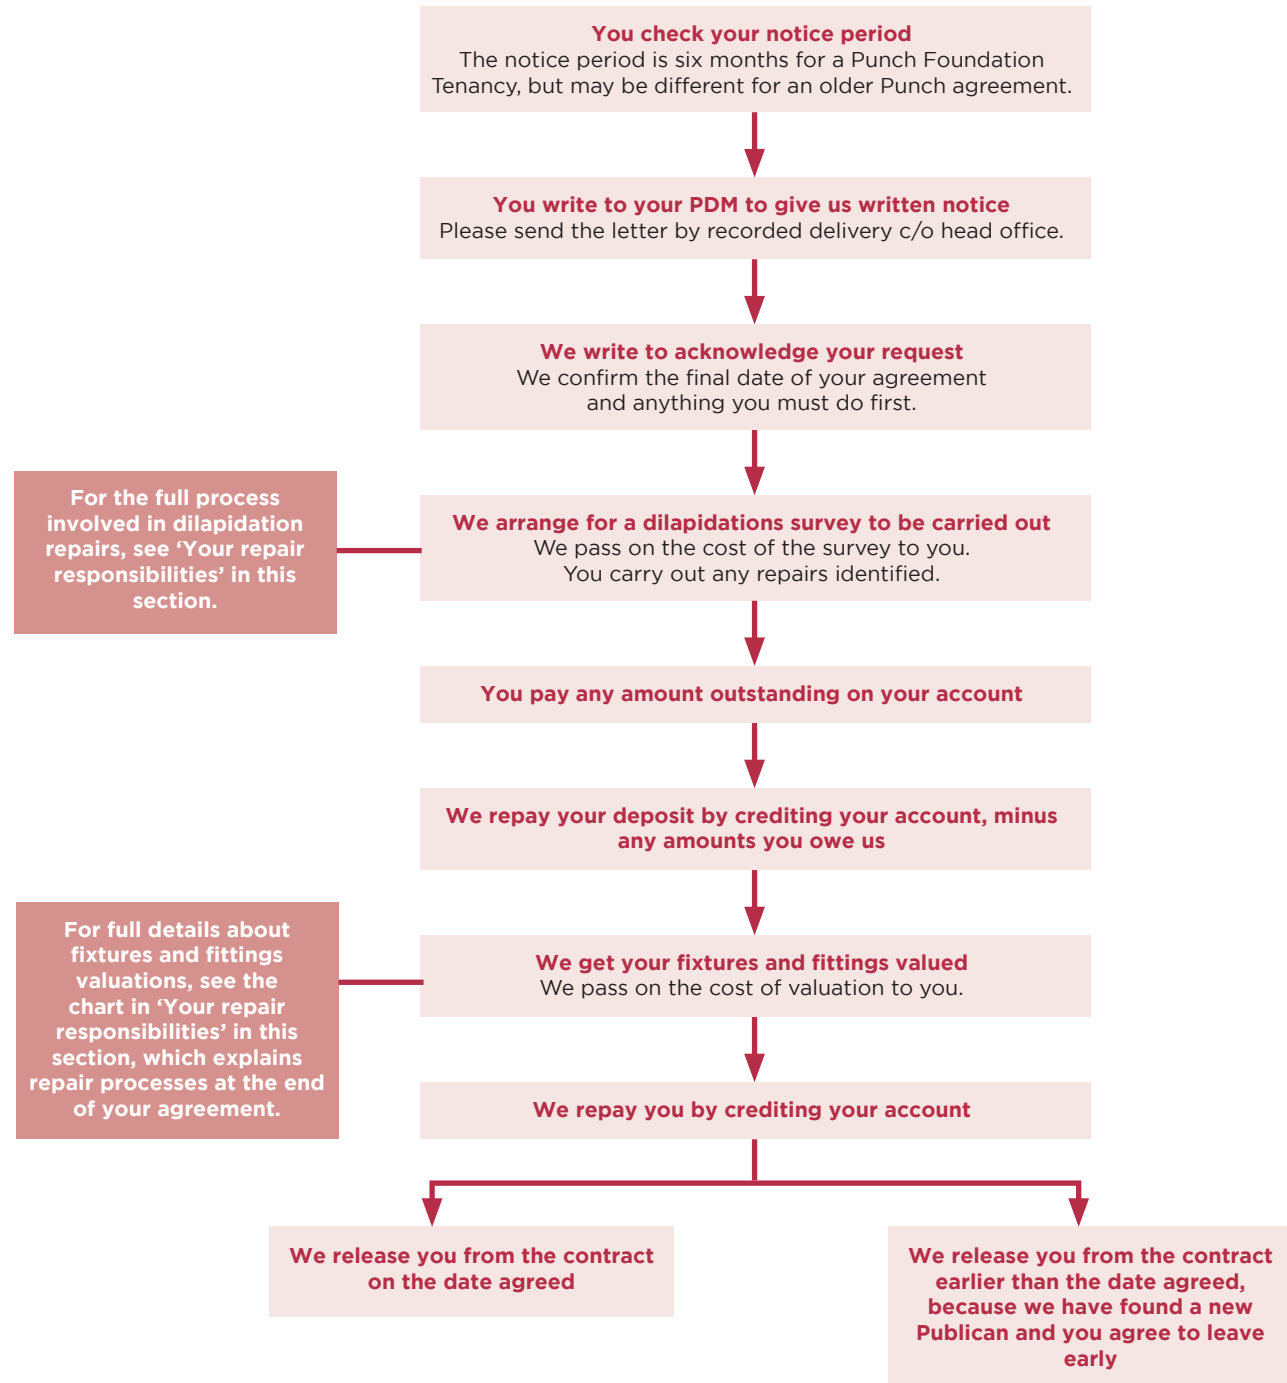 You check your notice period
The notice period is six months for a Punch Foundation
Tenancy, but may be different for an older Punch agreement.
You write to your PDM to give us written notice
Please send the letter by recorded delivery c/o head office.
We write to acknowledge your request
We confirm the final date of your agreement
and anything you must do first.
For the full process
involved in dilapidation
repairs, see ‘Your repair
responsibilities’ in this
section.
We arrange for a dilapidations survey to be carried out
We pass on the cost of the survey to you.
You carry out any repairs identified.
You pay any amount outstanding on your account
We repay your deposit by crediting your account, minus
any amounts you owe us
For full details about
fixtures and fittings
valuations, see the
chart in ‘Your repair
responsibilities’ in this
section, which explains
repair processes at the end
of your agreement.
We get your fixtures and fittings valued
We pass on the cost of valuation to you.
We repay you by crediting your account
We release you from the contract
on the date agreed
We release you from the contract
earlier than the date agreed,
because we have found a new
Publican and you agree to leave
early